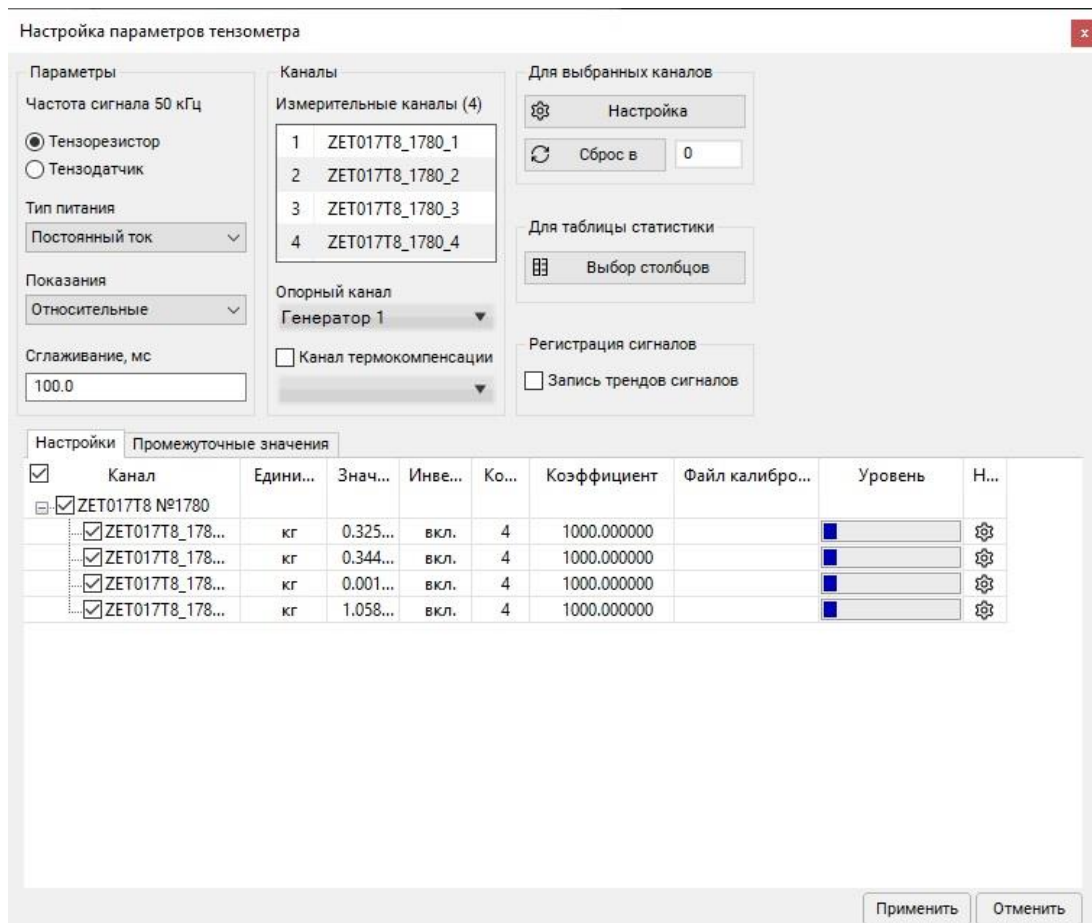 Настройка параметров тензометра
x
Параметры
Частота сигнала 50 кГц
Тензорезистор
Тензодатчик
Тип питания
Постоянный ток
Показания
Относительные
Сглаживание, мс
100.0
Каналы
Измерительные каналы (4)
1 ZET017T8_1780_1
2 ZET017T8_1780_2
3 ZET017T8_1780_3
4 ZET017T8_1780_4
Опорный канал
Генератор 1
Канал термокомпенсации
Для выбранных каналов
Настройка
Сброс в 0
Для таблицы статистики
Выбор столбцов
Регистрация сигналов
Запись трендов сигналов
Настройки Промежуточные значения
Канал Едини... Знач... Инве... Ко... Коэффициент Файл калибро... Уровень Н...
ZET017T8 №1780
ZET017T8_178... кг 0.325... вкл. 4 1000.000000
ZET017T8_178... кг 0.344... вкл. 4 1000.000000
ZET017T8_178... кг 0.001... вкл. 4 1000.000000
ZET017T8_178... кг 1.058... вкл. 4 1000.000000
Применить Отменить